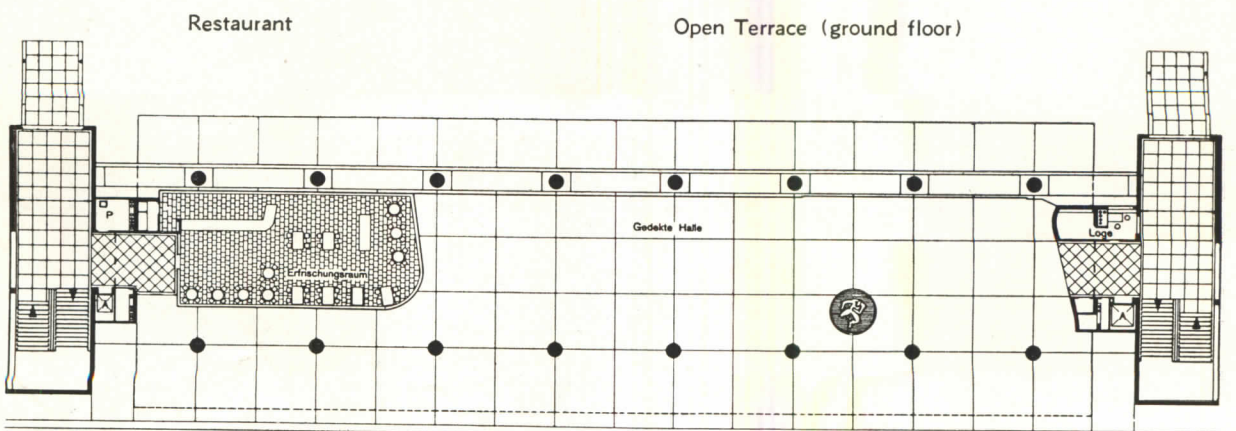 Restaurant
Open Terrace (ground floor)
P
Gedekte Halle
Loge
Erfrischungsraum